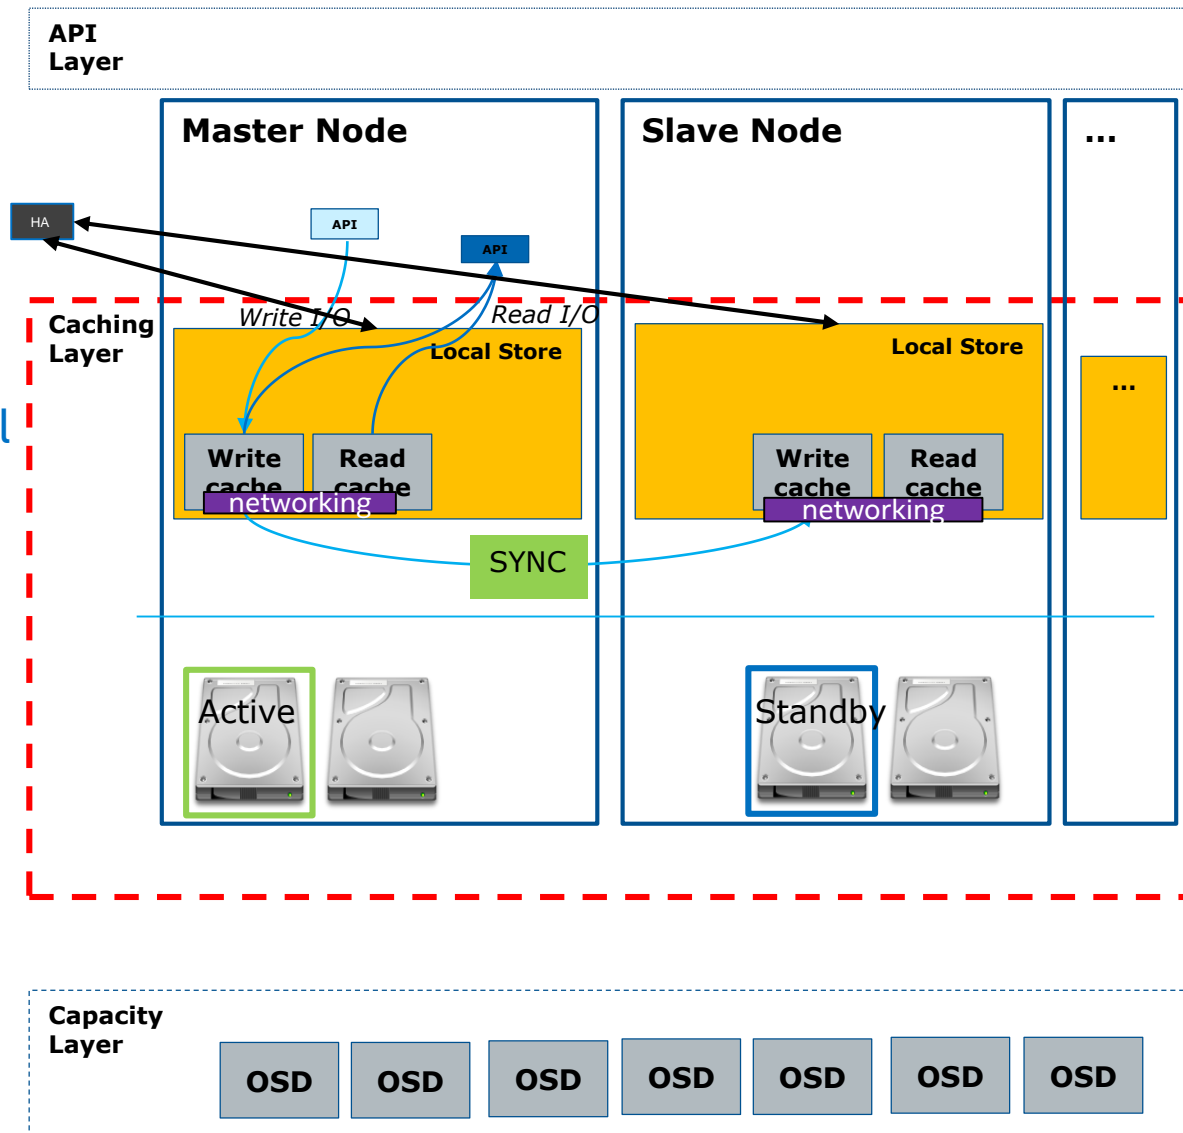 API
Layer
Master Node
Slave Node
...
HA
API
API
Write I/O
Read I/O
Caching
Layer
Local Store
Local Store
...
l
Write
cache
Read
cache
networking
Write
cache
Read
cache
networking
SYNC
Active
Standby
Capacity
Layer
OSD
OSD
OSD
OSD
OSD
OSD
OSD